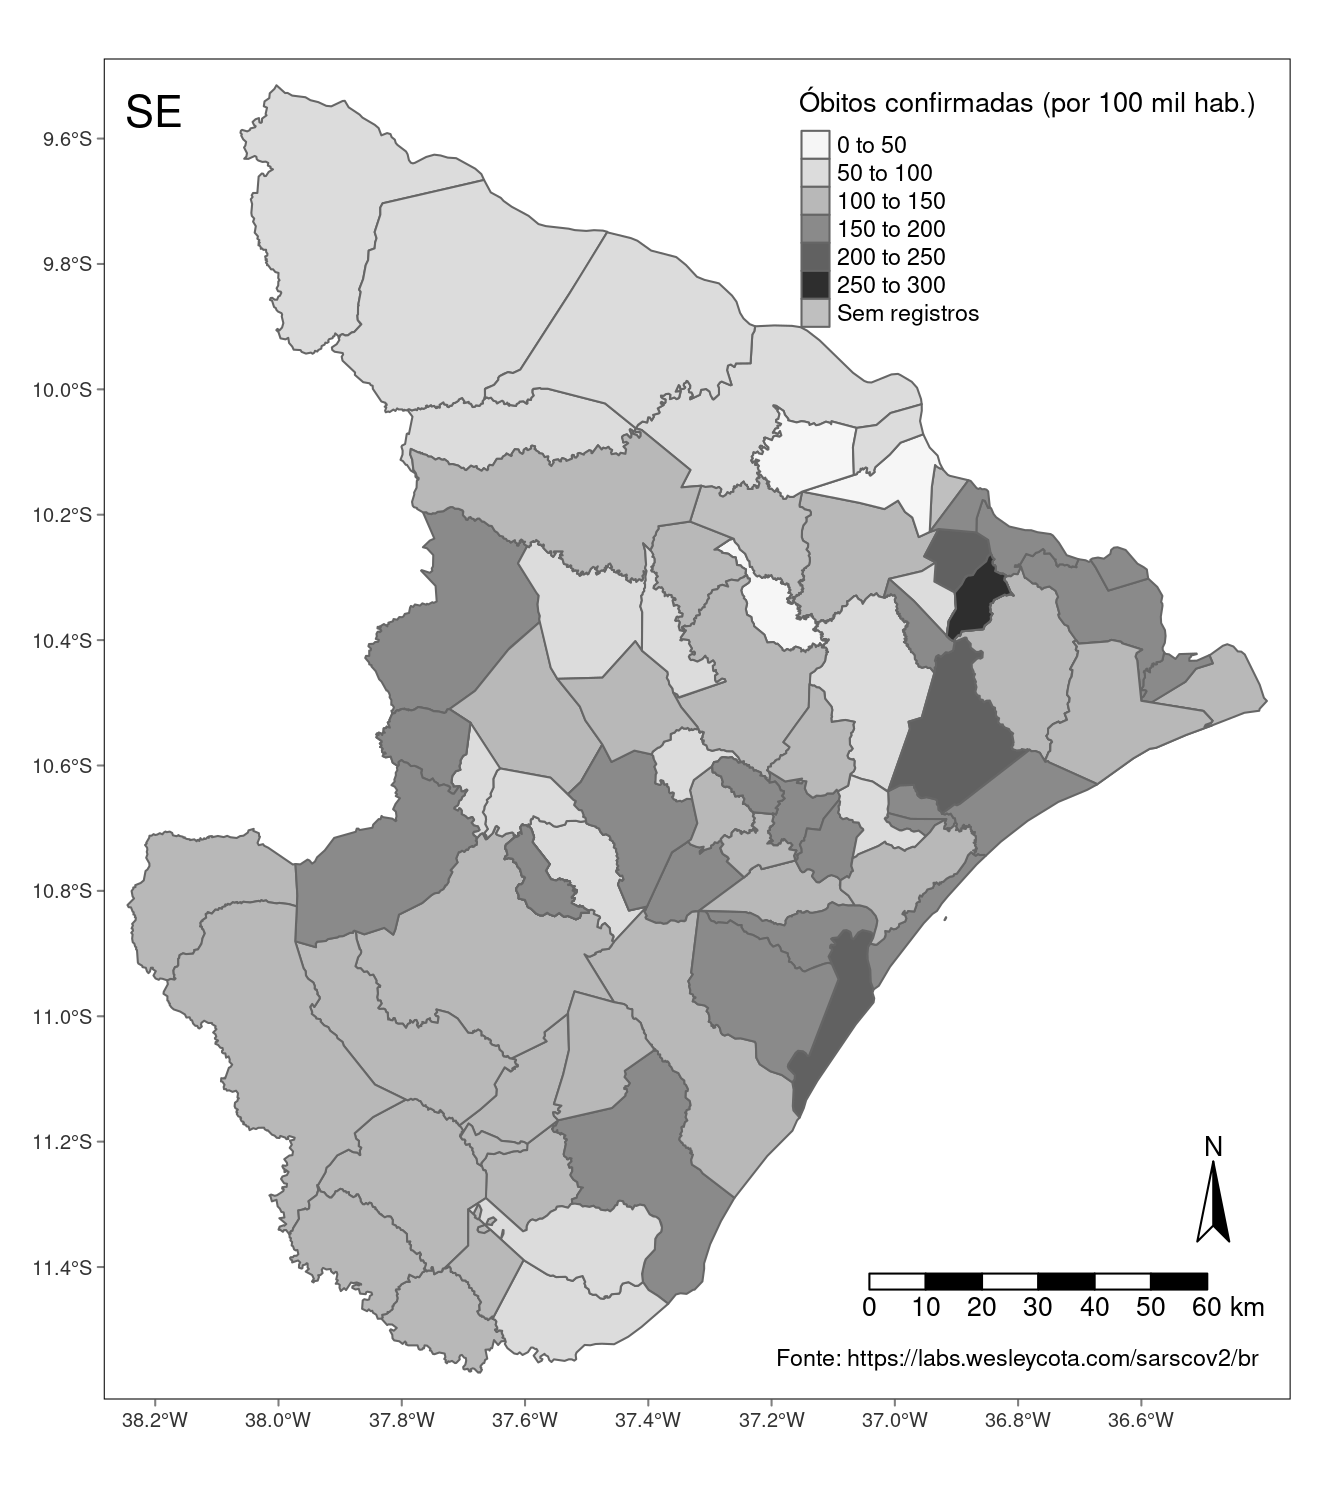 SE
Óbitos confirmadas (por 100 mil hab.)
0 to 50
50 to 100
100 to 150
150 to 200
200 to 250
250 to 300
Sem registros
9.6°S
9.8°S
10.0°S
10.2°S
10.4°S
10.6°S
10.8°S
11.0°S
11.2°S
11.4°S
N
0 10 20 30 40 50 60 km
Fonte: https://labs.wesleycota.com/sarscov2/br
38.2°W 38.0°W 37.8°W 37.6°W 37.4°W 37.2°W 37.0°W 36.8°W 36.6°W